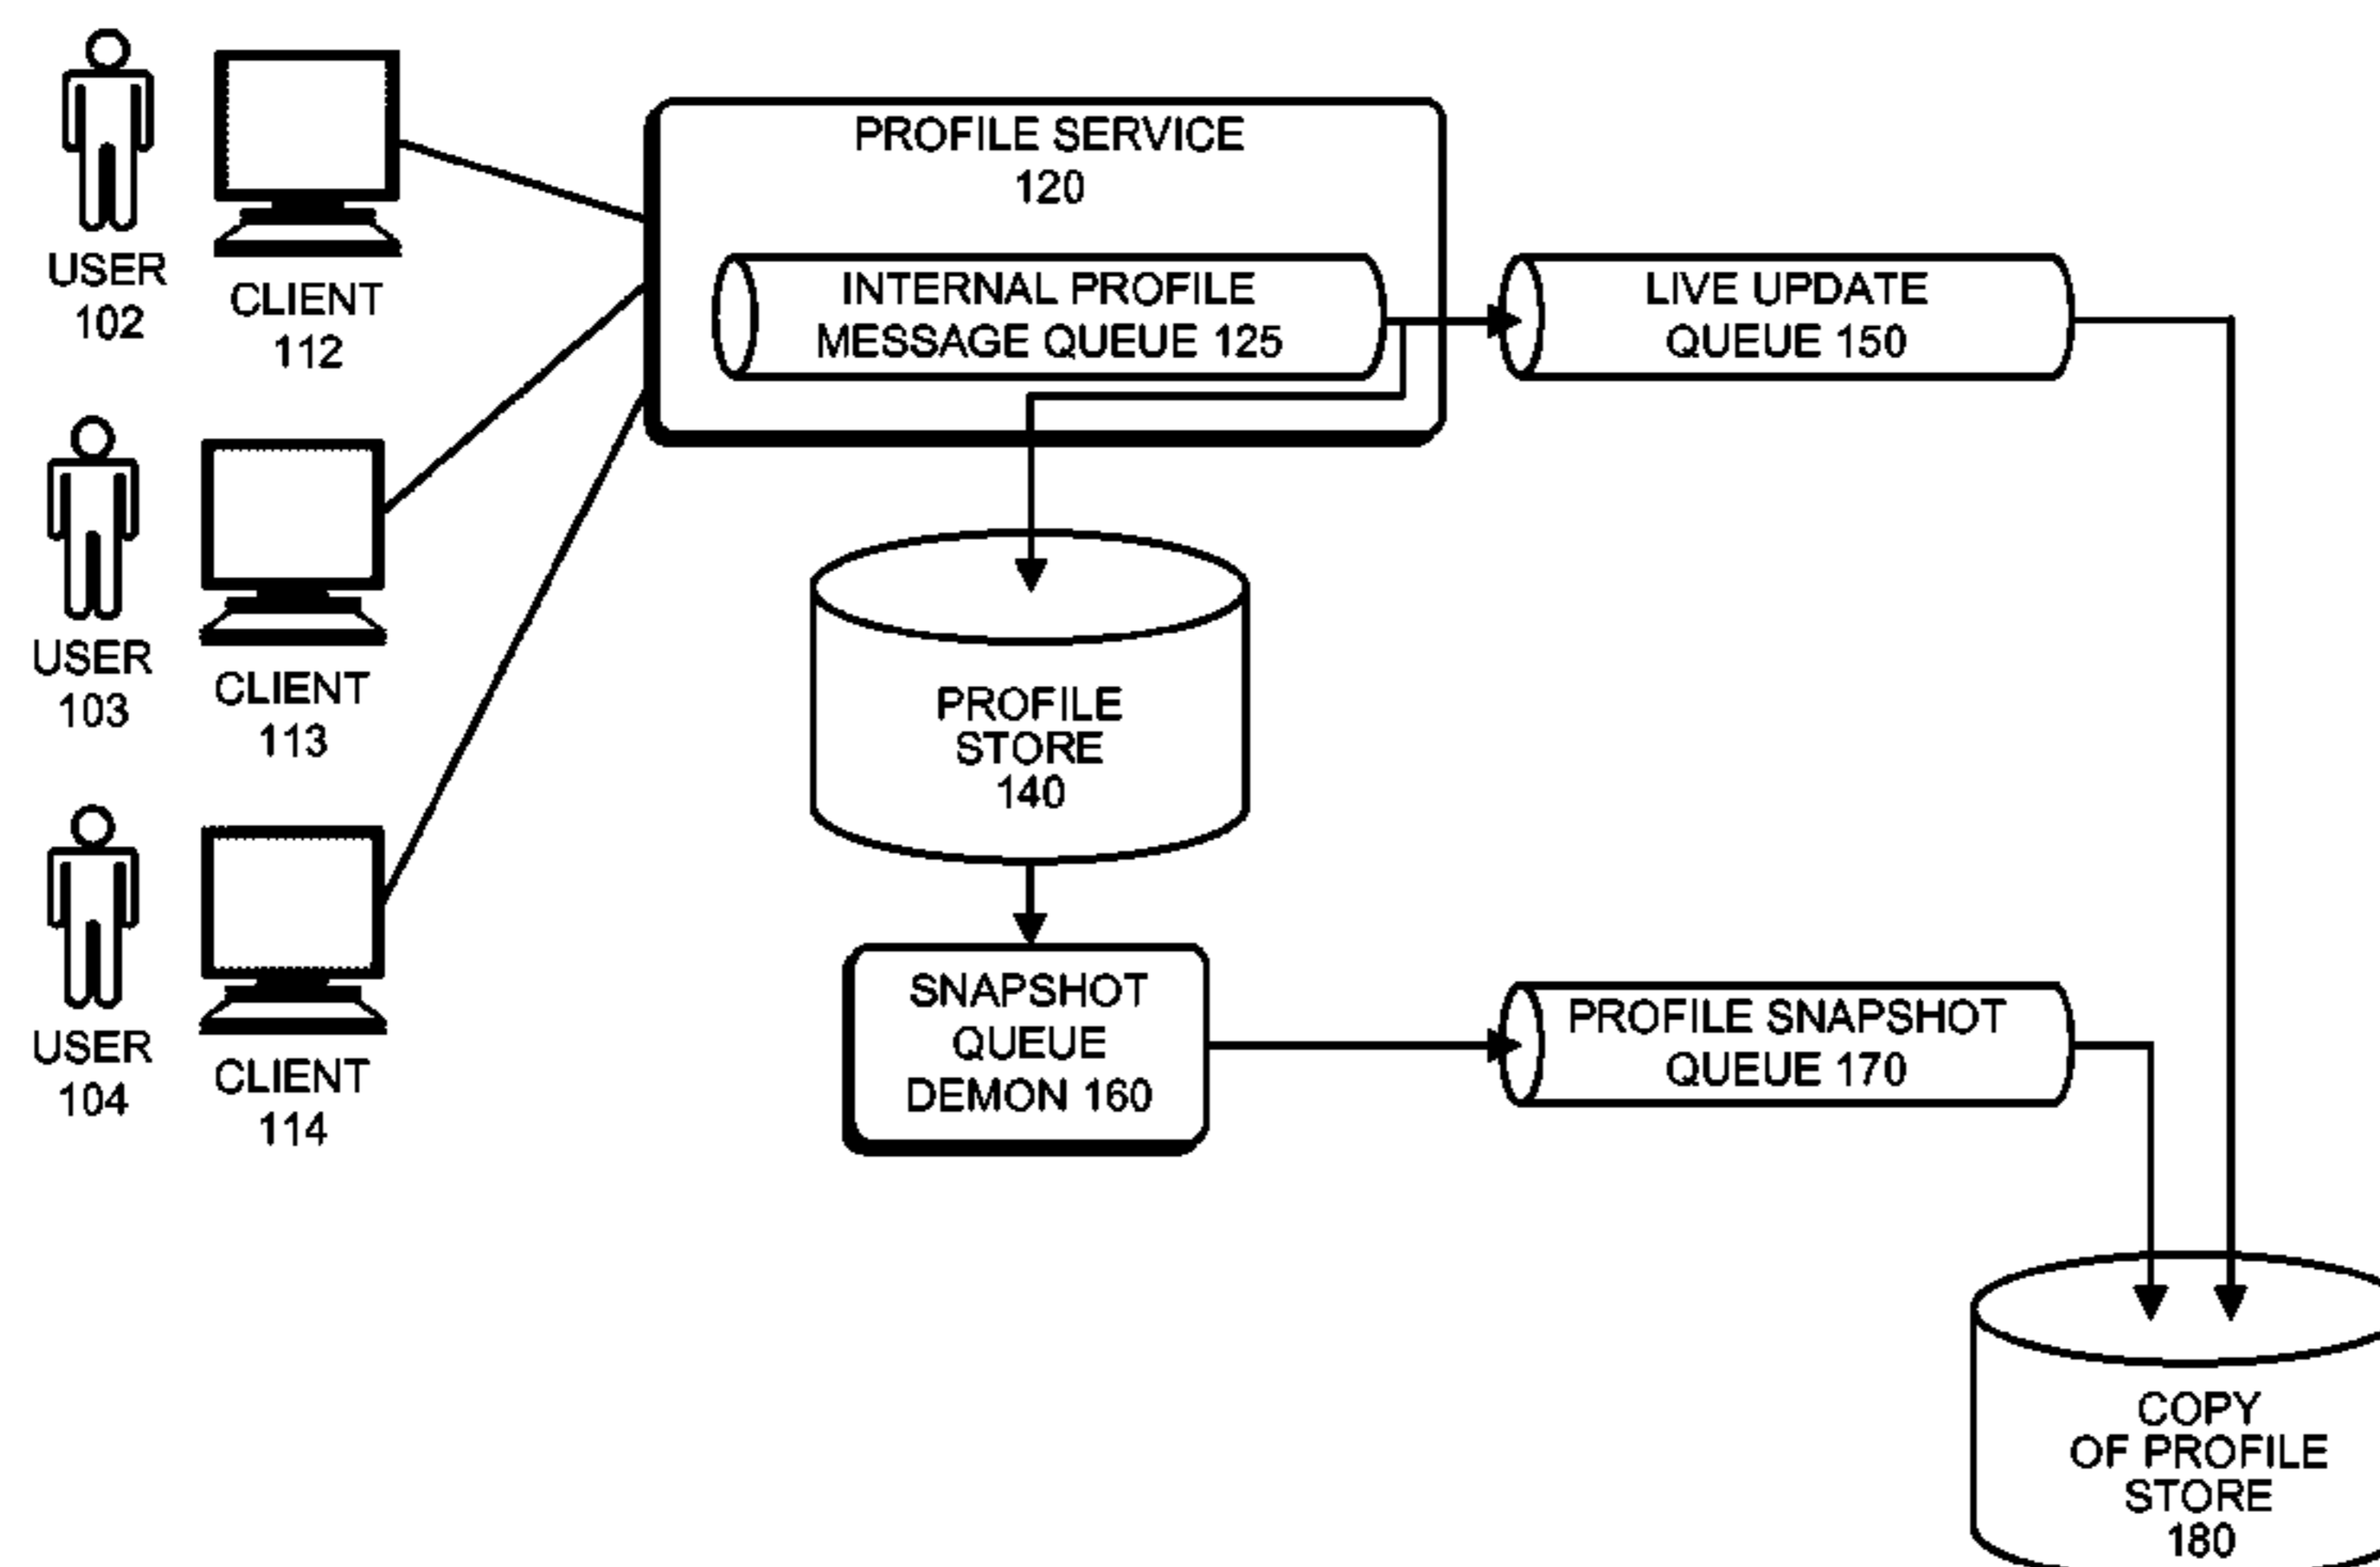 USER
102
CLIENT
112
USER
103
CLIENT
113
USER
104
CLIENT
114
PROFILE SERVICE
120
INTERNAL PROFILE
MESSAGE QUEUE 125
LIVE UPDATE
QUEUE 150
PROFILE
STORE
140
SNAPSHOT
QUEUE
DEMON 160
PROFILE SNAPSHOT
QUEUE 170
COPY
OF PROFILE
STORE
180